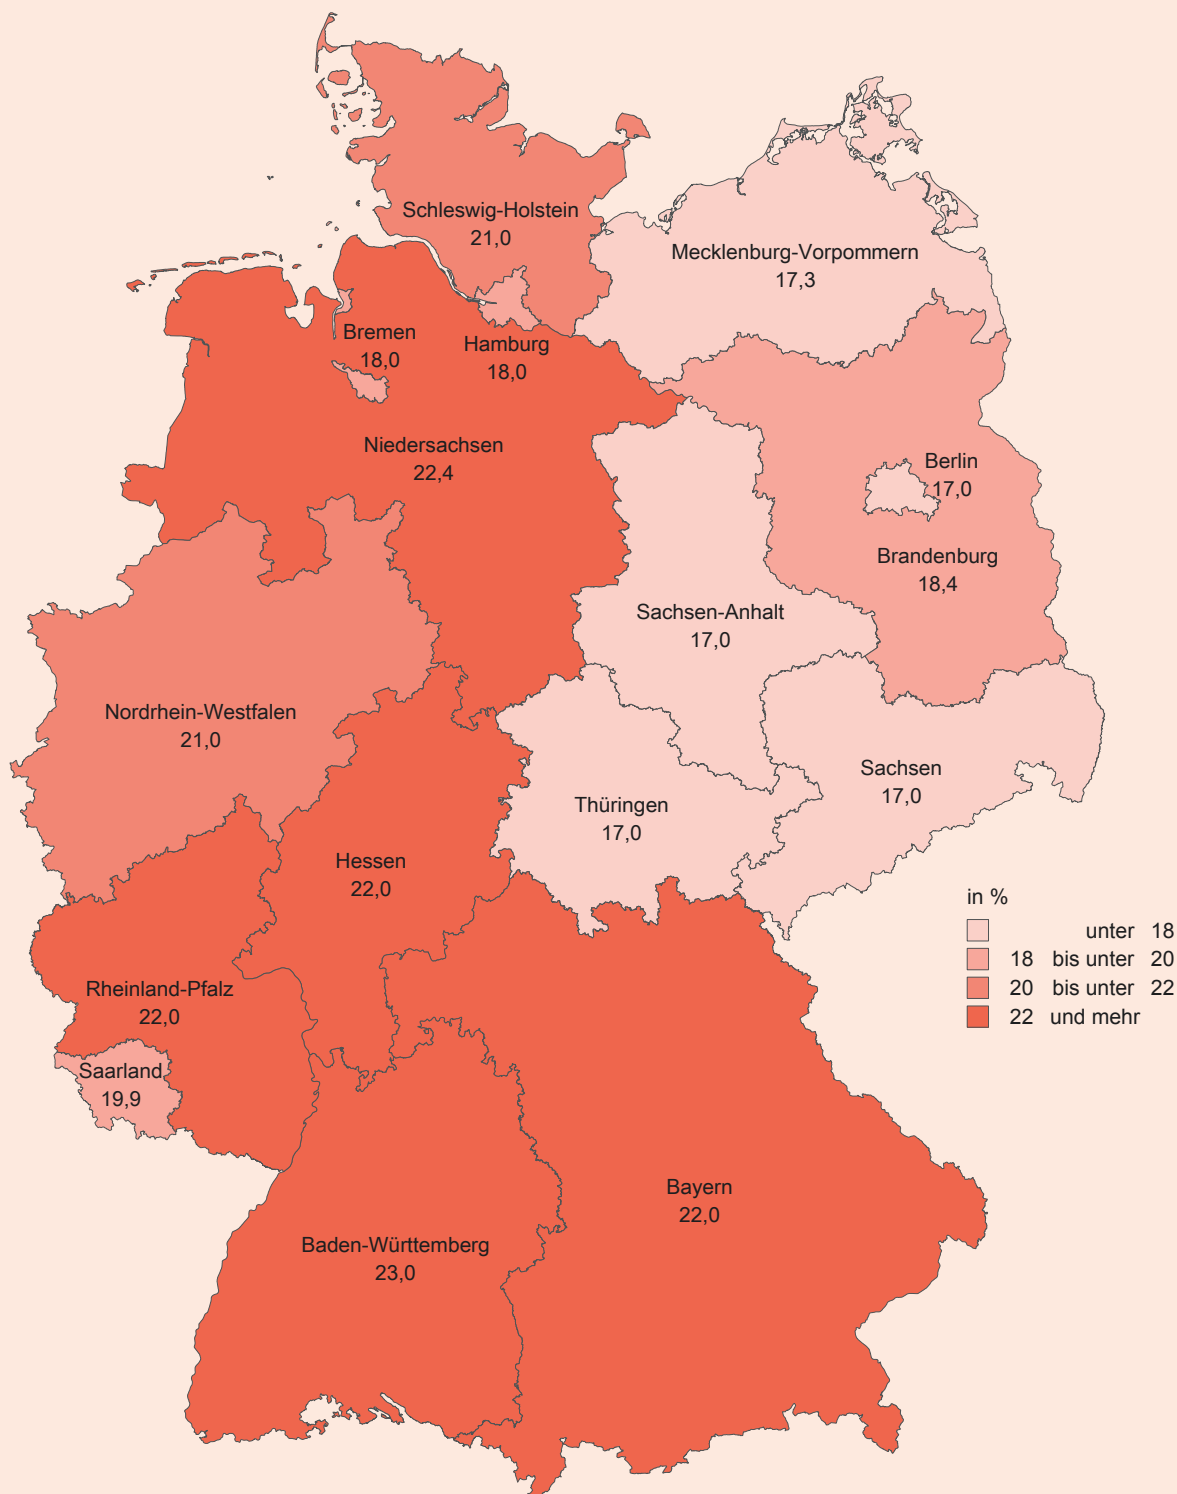 Schleswig-Holstein
21,0
Mecklenburg-Vorpommern
17,3
Bremen
18,0
Hamburg
18,0
Niedersachsen
22,4
Berlin
17,0
Brandenburg
18,4
Sachsen-Anhalt
17,0
Nordrhein-Westfalen
21,0
Sachsen
17,0
Thüringen
17,0
Hessen
22,0
Rheinland-Pfalz
22,0
Saarland
19,9
Bayern
22,0
Baden-Württemberg
23,0
in %
unter 18
18 bis unter 20
20 bis unter 22
22 und mehr